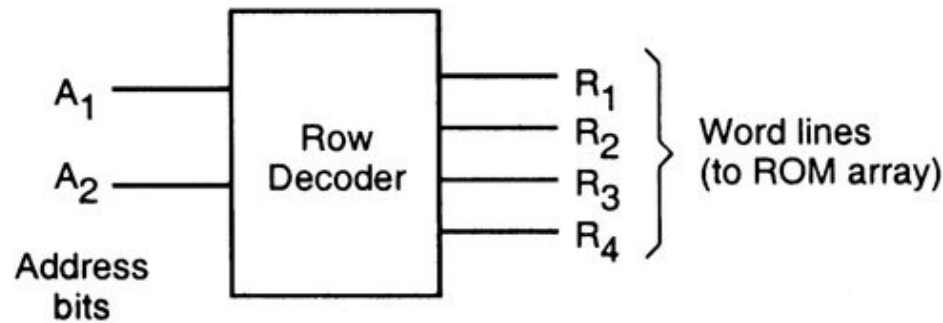 A1
A2
Address
bits
Row
Decoder
R1
R2
R3
R4
Word lines
(to ROM array)